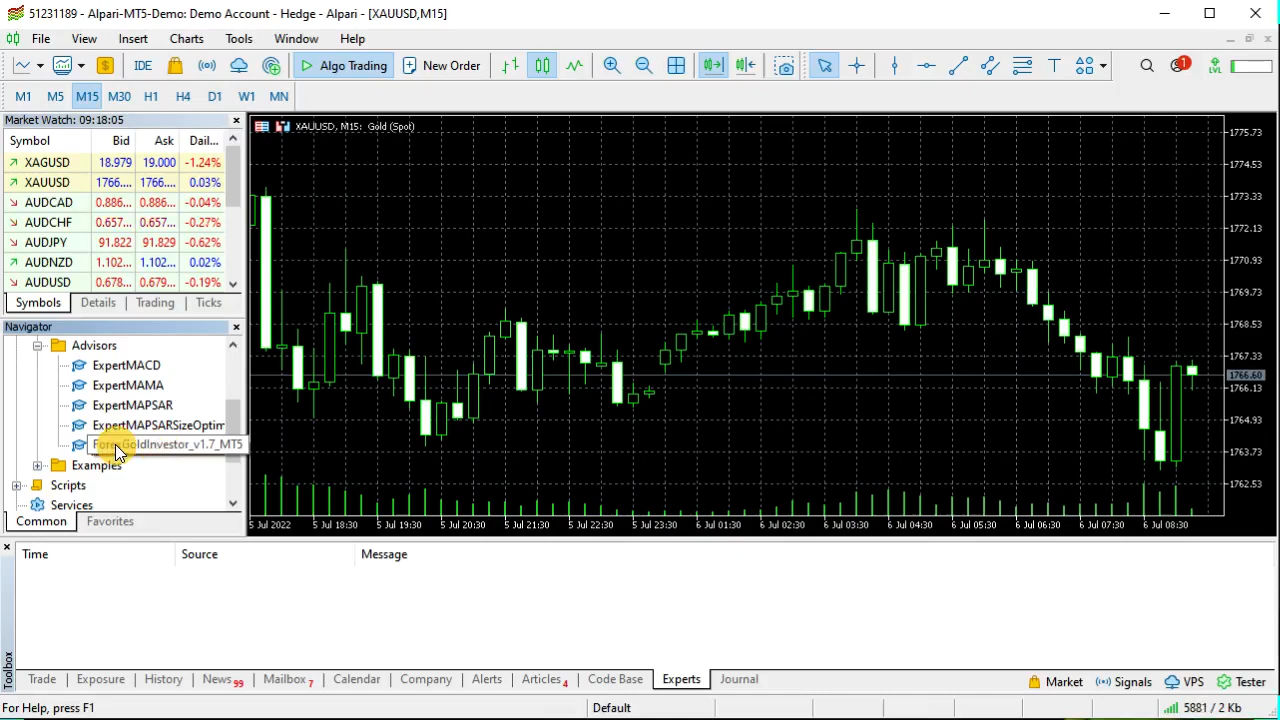 51231189 - Alpari-MT5-Demo: Demo Account - Hedge - Alpari - [XAUUSD,M15]
File View Insert Charts Tools Window Help
IDE Algo Trading New Order 1 LVL
M1 M5 M15 M30 H1 H4 D1 W1 MN
Market Watch: 09:18:05
Symbol Bid Ask Dail...
XAGUSD 18.979 19.000 -1.24%
XAUUSD 1766.... 1766.... 0.03%
AUDCAD 0.886... 0.886... -0.04%
AUDCHF 0.657... 0.657... -0.27%
AUDJPY 91.822 91.829 -0.62%
AUDNZD 1.102... 1.102... 0.02%
AUDUSD 0.678... 0.679... -0.19%
Symbols Details Trading Ticks
Navigator
Advisors
ExpertMACD
ExpertMAMA
ExpertMAPSAR
ExpertMAPSARSizeOptim
ForexGoldInvestor_v1.7_MT5
Examples
Scripts
Services
Common Favorites
XAUUSD, M15: Gold (Spot)
1775.73
1774.53
1773.33
1772.13
1770.93
1769.73
1768.53
1767.33
1766.60
1766.13
1764.93
1763.73
1762.53
5 Jul 2022 5 Jul 18:30 5 Jul 19:30 5 Jul 20:30 5 Jul 21:30 5 Jul 22:30 5 Jul 23:30 6 Jul 01:30 6 Jul 02:30 6 Jul 03:30 6 Jul 04:30 6 Jul 05:30 6 Jul 06:30 6 Jul 07:30 6 Jul 08:30
Time Source Message
Toolbox
Trade Exposure History News 99 Mailbox 7 Calendar Company Alerts Articles 4 Code Base Experts Journal Market Signals VPS Tester
For Help, press F1 Default 5881 / 2 Kb